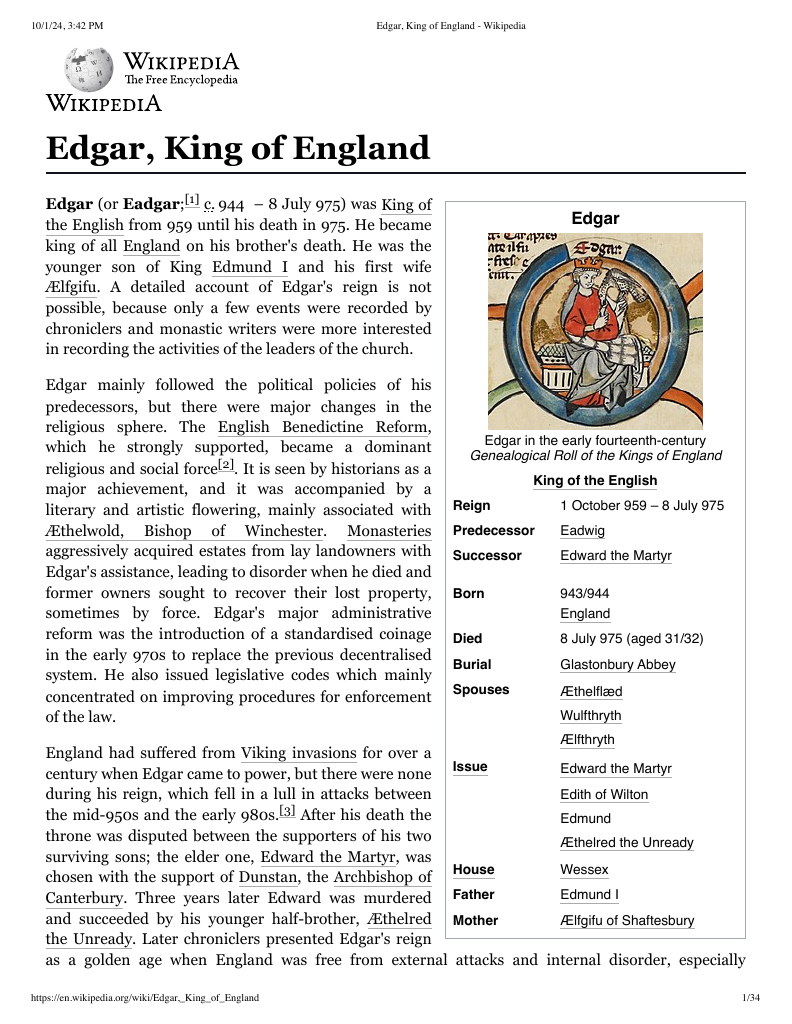 10/1/24, 3:42 PM
Edgar, King of England - Wikipedia
WIKIPEDIA
The Free Encyclopedia
WIKIPEDIA
Edgar, King of England
Edgar (or Eadgar;[1] c. 944 – 8 July 975) was King of
the English from 959 until his death in 975. He became
king of all England on his brother's death. He was the
younger son of King Edmund I and his first wife
Ælfgifu. A detailed account of Edgar's reign is not
possible, because only a few events were recorded by
chroniclers and monastic writers were more interested
in recording the activities of the leaders of the church.
Edgar mainly followed the political policies of his
predecessors, but there were major changes in the
religious sphere. The English Benedictine Reform,
which he strongly supported, became a dominant
religious and social force[2]. It is seen by historians as a
major achievement, and it was accompanied by a
literary and artistic flowering, mainly associated with
Æthelwold, Bishop of Winchester. Monasteries
aggressively acquired estates from lay landowners with
Edgar's assistance, leading to disorder when he died and
former owners sought to recover their lost property,
sometimes by force. Edgar's major administrative
reform was the introduction of a standardised coinage
in the early 970s to replace the previous decentralised
system. He also issued legislative codes which mainly
concentrated on improving procedures for enforcement
of the law.
England had suffered from Viking invasions for over a
century when Edgar came to power, but there were none
during his reign, which fell in a lull in attacks between
the mid-950s and the early 980s.[3] After his death the
throne was disputed between the supporters of his two
surviving sons; the elder one, Edward the Martyr, was
chosen with the support of Dunstan, the Archbishop of
Canterbury. Three years later Edward was murdered
and succeeded by his younger half-brother, Æthelred
the Unready. Later chroniclers presented Edgar's reign
as a golden age when England was free from external attacks and internal disorder, especially
Edgar
Edgar in the early fourteenth-century
Genealogical Roll of the Kings of England
King of the English
Reign 1 October 959 – 8 July 975
Predecessor Eadwig
Successor Edward the Martyr
Born 943/944
England
Died 8 July 975 (aged 31/32)
Burial Glastonbury Abbey
Spouses Æthelflæd
Wulfthryth
Ælfthryth
Issue Edward the Martyr
Edith of Wilton
Edmund
Æthelred the Unready
House Wessex
Father Edmund I
Mother Ælfgifu of Shaftesbury
https://en.wikipedia.org/wiki/Edgar,_King_of_England
1/34